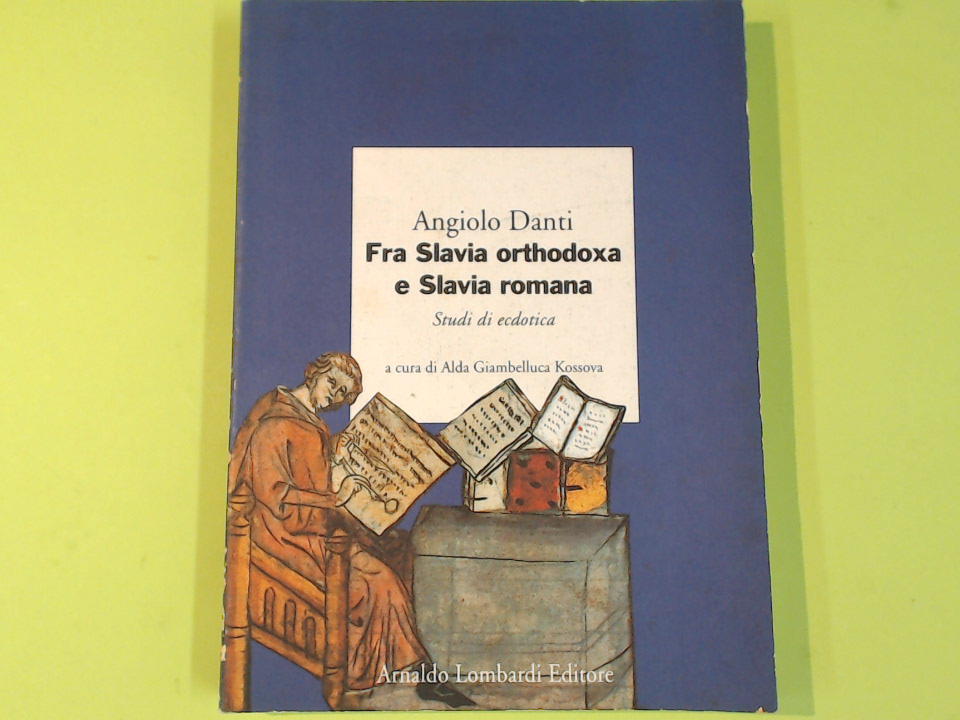 Angiolo Danti
Fra Slavia orthodoxa
e Slavia romana
Studi di ecdotica
a cura di Alda Giambelluca Kossova
Arnaldo Lombardi Editore